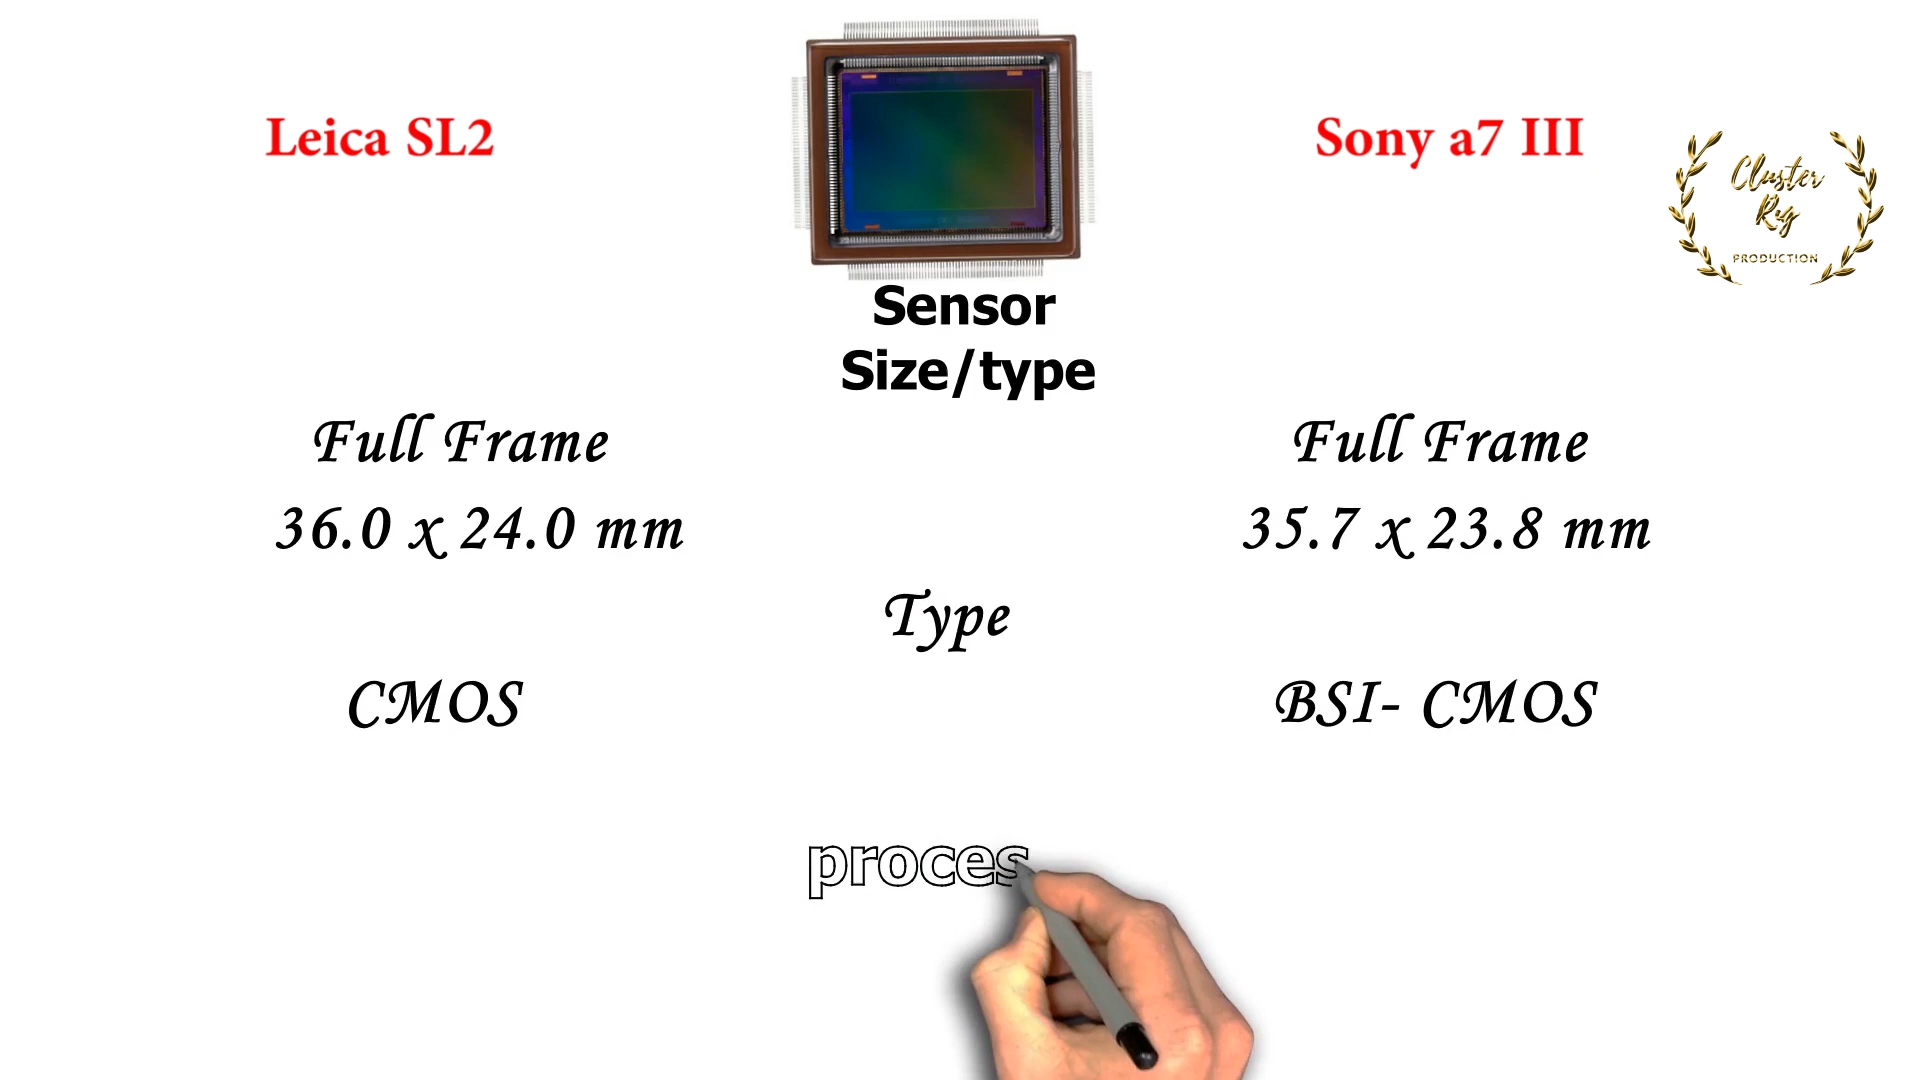 Leica SL2
Sony a7 III
Cluster
Rig
PRODUCTION
Sensor
Size/type
Full Frame
Full Frame
36.0 x 24.0 mm
35.7 x 23.8 mm
Type
CMOS
BSI- CMOS
proces